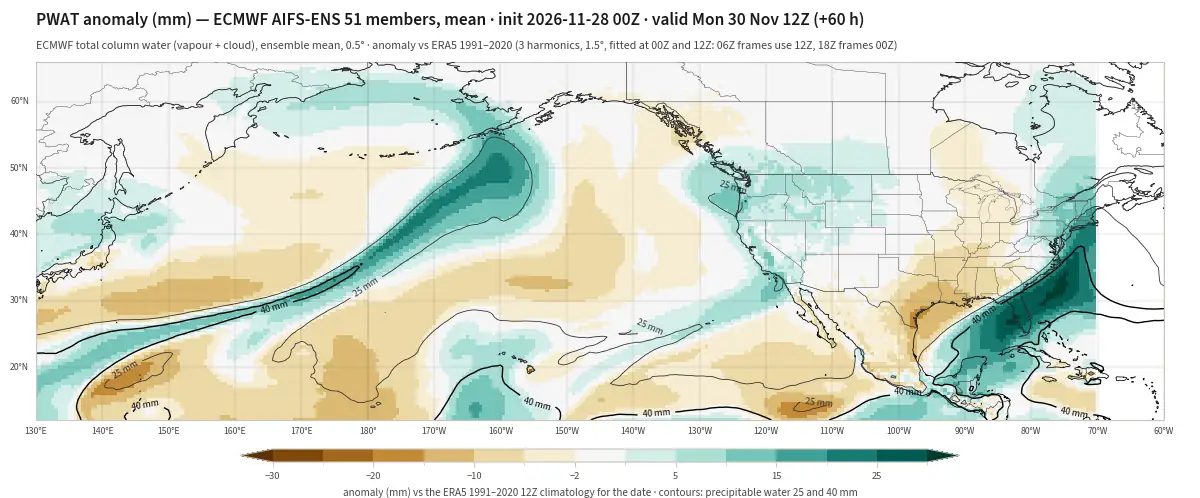 PWAT anomaly (mm) — ECMWF AIFS-ENS 51 members, mean · init 2026-11-28 00Z · valid Mon 30 Nov 12Z (+60 h)
ECMWF total column water (vapour + cloud), ensemble mean, 0.5° · anomaly vs ERA5 1991–2020 (3 harmonics, 1.5°, fitted at 00Z and 12Z: 06Z frames use 12Z, 18Z frames 00Z)
60°N
50°N
25 mm
40°N
25 mm
30°N
40 mm
40 mm
25 mm
20°N
25 mm
40 mm
40 mm
40 mm
25 mm
40 mm
40 mm
130°E 140°E 150°E 160°E 170°E 180° 170°W 160°W 150°W 140°W 130°W 120°W 110°W 100°W 90°W 80°W 70°W 60°W
−30 −20 −10 −2 5 15 25
anomaly (mm) vs the ERA5 1991–2020 12Z climatology for the date · contours: precipitable water 25 and 40 mm